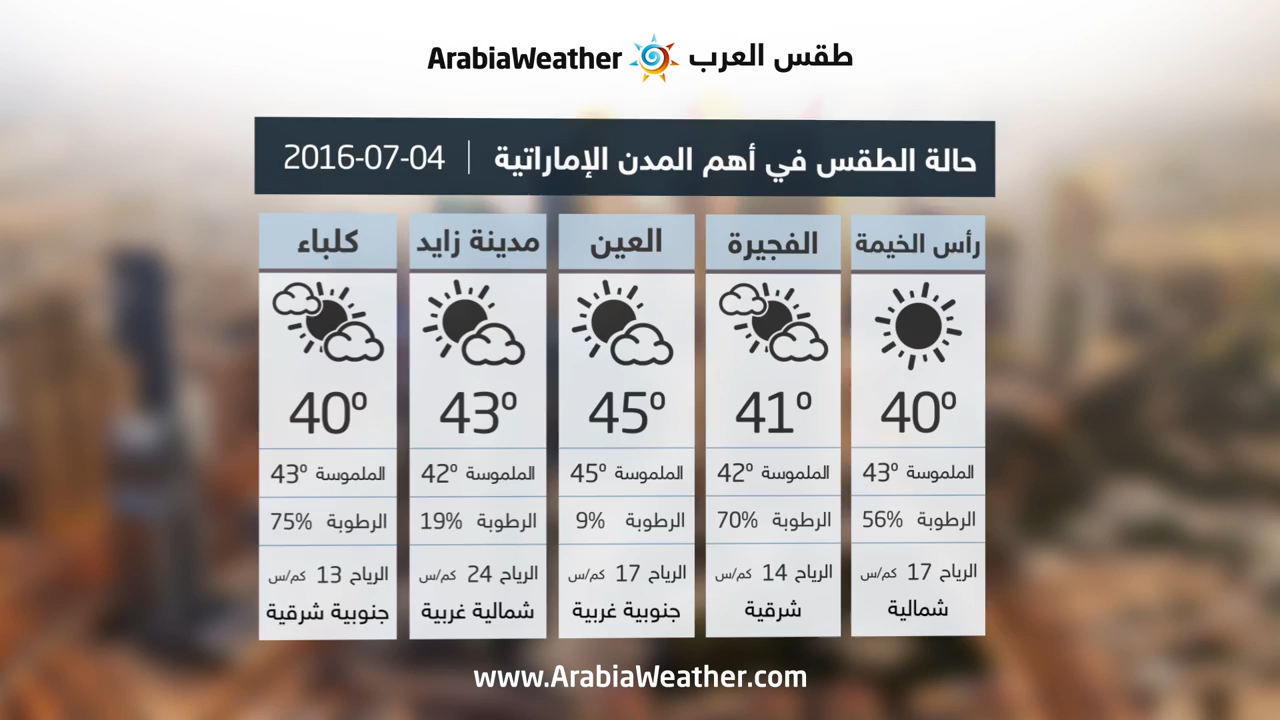 طقس العرب ArabiaWeather
حالة الطقس في أهم المدن الإماراتية | 2016-07-04
رأس الخيمة
40º
الملموسة 43º
الرطوبة 56%
الرياح 17 كم/س
شمالية
الفجيرة
41º
الملموسة 42º
الرطوبة 70%
الرياح 14 كم/س
شرقية
العين
45º
الملموسة 45º
الرطوبة 9%
الرياح 17 كم/س
جنوبية غربية
مدينة زايد
43º
الملموسة 42º
الرطوبة 19%
الرياح 24 كم/س
شمالية غربية
كلباء
40º
الملموسة 43º
الرطوبة 75%
الرياح 13 كم/س
جنوبية شرقية
www.ArabiaWeather.com